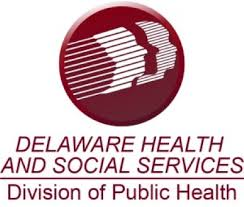 DELAWARE HEALTH
AND SOCIAL SERVICES
Division of Public Health